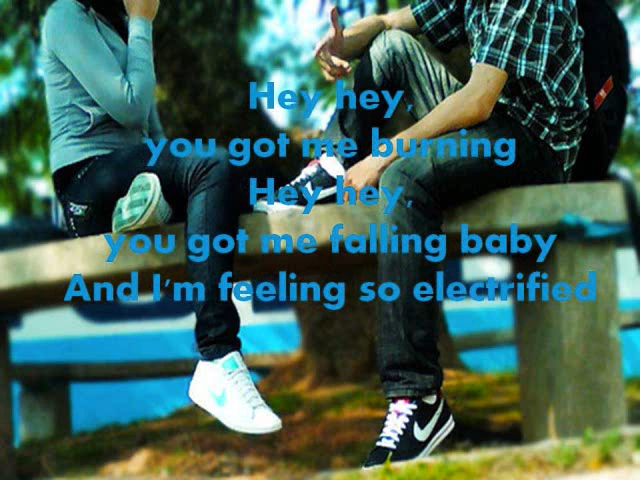 Hey hey,
you got me burning
Hey hey,
you got me falling baby
And I'm feeling so electrified